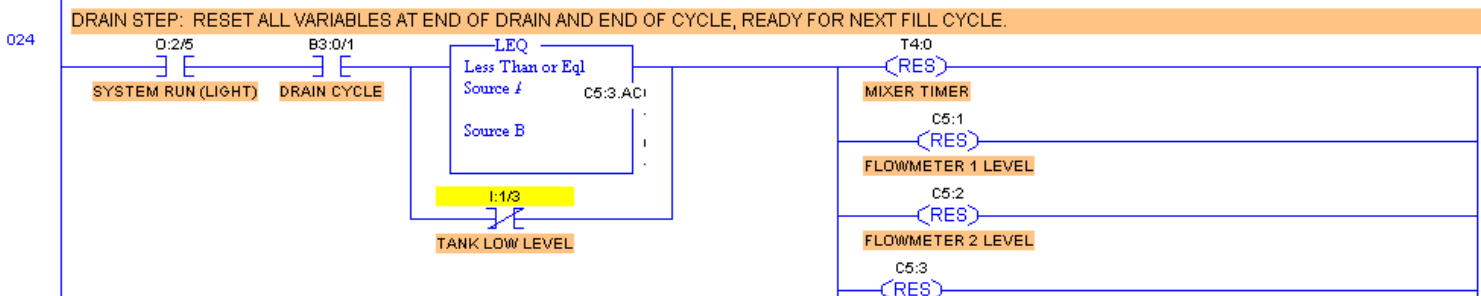 DRAIN STEP: RESET ALL VARIABLES AT END OF DRAIN AND END OF CYCLE, READY FOR NEXT FILL CYCLE.
024
O:2/5
SYSTEM RUN (LIGHT)
B3:0/1
DRAIN CYCLE
LEQ
Less Than or Eql
Source A
C5:3.AC
Source B
I:1/3
TANK LOW LEVEL
T4:0
(RES)
MIXER TIMER
C5:1
(RES)
FLOWMETER 1 LEVEL
C5:2
(RES)
FLOWMETER 2 LEVEL
C5:3
(RES)